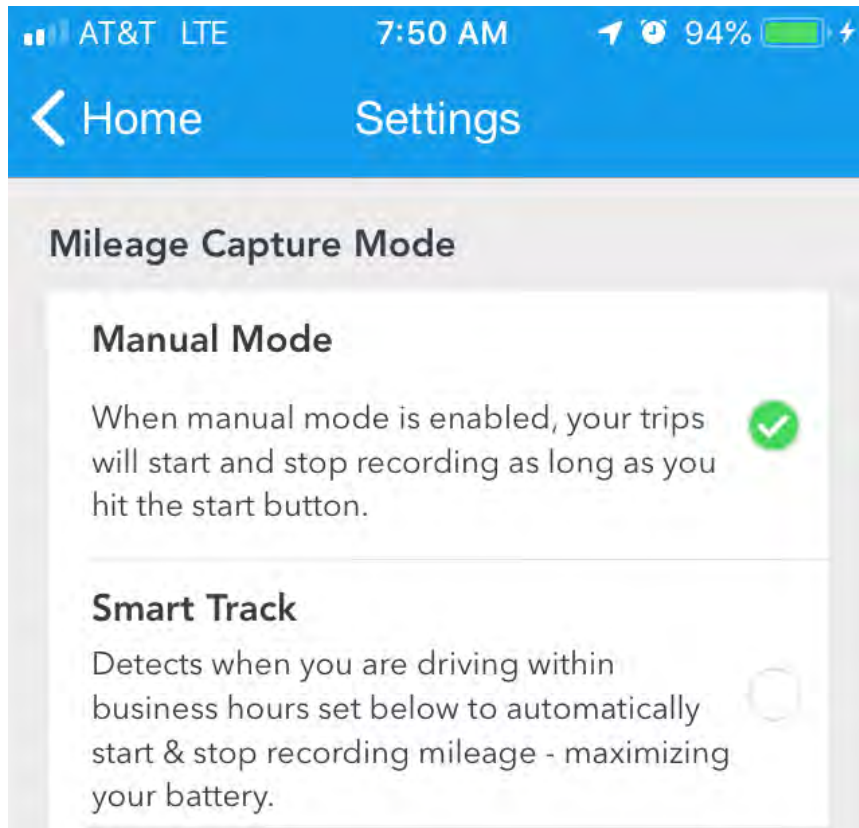 AT&T LTE 7:50 AM 94%
Home Settings
Mileage Capture Mode
Manual Mode
When manual mode is enabled, your trips
will start and stop recording as long as you
hit the start button.
Smart Track
Detects when you are driving within
business hours set below to automatically
start & stop recording mileage - maximizing
your battery.